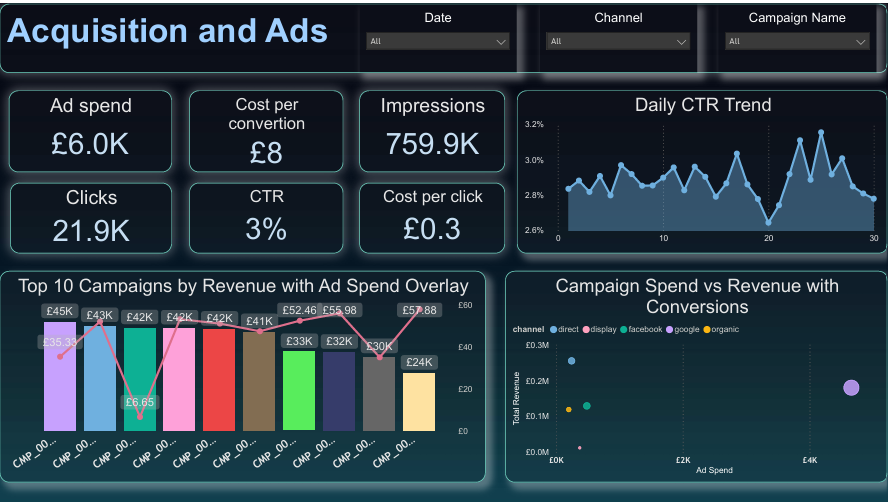 Acquisition and Ads
Date
All
Channel
All
Campaign Name
All
Ad spend
£6.0K
Cost per
convertion
£8
Impressions
759.9K
Clicks
21.9K
CTR
3%
Cost per click
£0.3
Daily CTR Trend
3.2%
3.0%
2.8%
2.6%
0
10
20
30
Top 10 Campaigns by Revenue with Ad Spend Overlay
£45K
£43K
£42K
£42K
£42K
£41K
£33K
£32K
£30K
£24K
£35.33
£6.65
£52.46
£55.98
£57.88
£60
£40
£20
£0
CMP_00...
CMP_00...
CMP_00...
CMP_00...
CMP_00...
CMP_00...
CMP_00...
CMP_00...
CMP_00...
CMP_00...
Campaign Spend vs Revenue with
Conversions
channel direct display facebook google organic
Total Revenue
£0.3M
£0.2M
£0.1M
£0.0M
£0K
£2K
£4K
Ad Spend